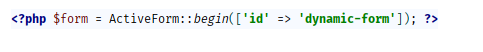 <?php $form = ActiveForm::begin(['id' => 'dynamic-form']); ?>